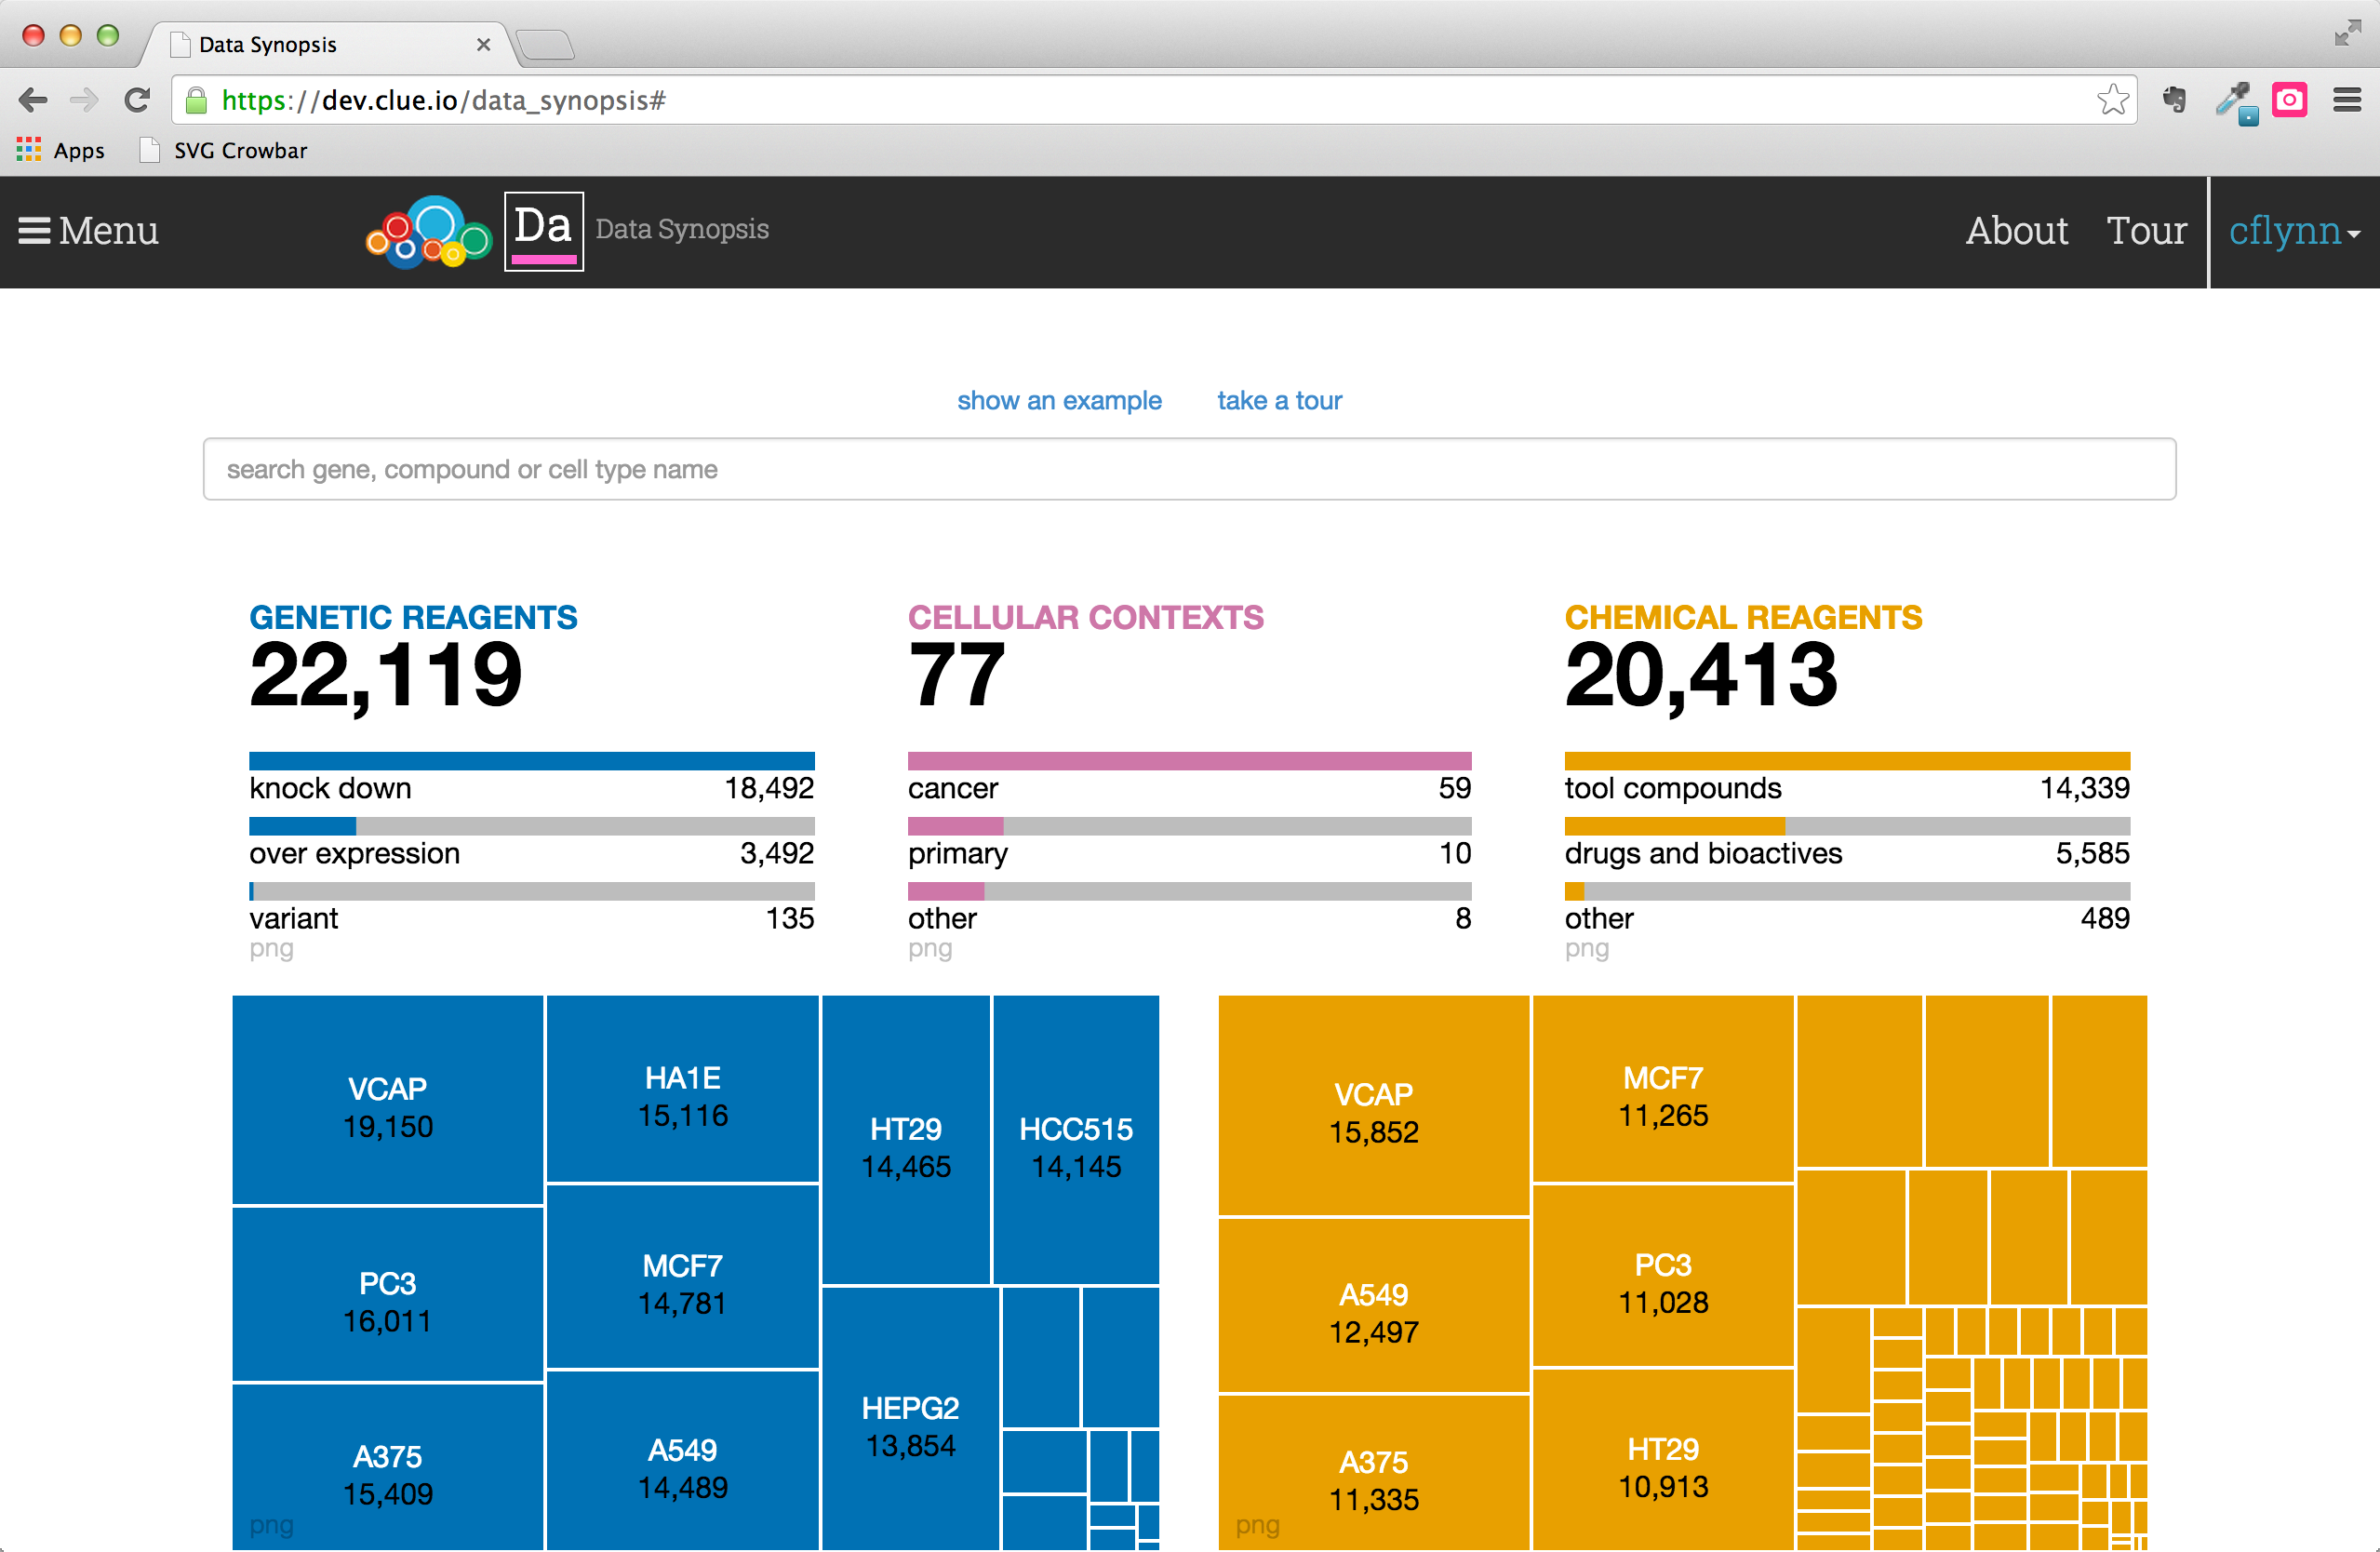 Data Synopsis
https://dev.clue.io/data_synopsis#
Apps SVG Crowbar
Menu Da Data Synopsis About Tour cflynn
show an example take a tour
search gene, compound or cell type name
GENETIC REAGENTS
22,119
knock down 18,492
over expression 3,492
variant 135
png
CELLULAR CONTEXTS
77
cancer 59
primary 10
other 8
png
CHEMICAL REAGENTS
20,413
tool compounds 14,339
drugs and bioactives 5,585
other 489
png
VCAP
19,150
PC3
16,011
A375
15,409
png
HA1E
15,116
MCF7
14,781
A549
14,489
HT29
14,465
HCC515
14,145
HEPG2
13,854
VCAP
15,852
A549
12,497
A375
11,335
png
MCF7
11,265
PC3
11,028
HT29
10,913